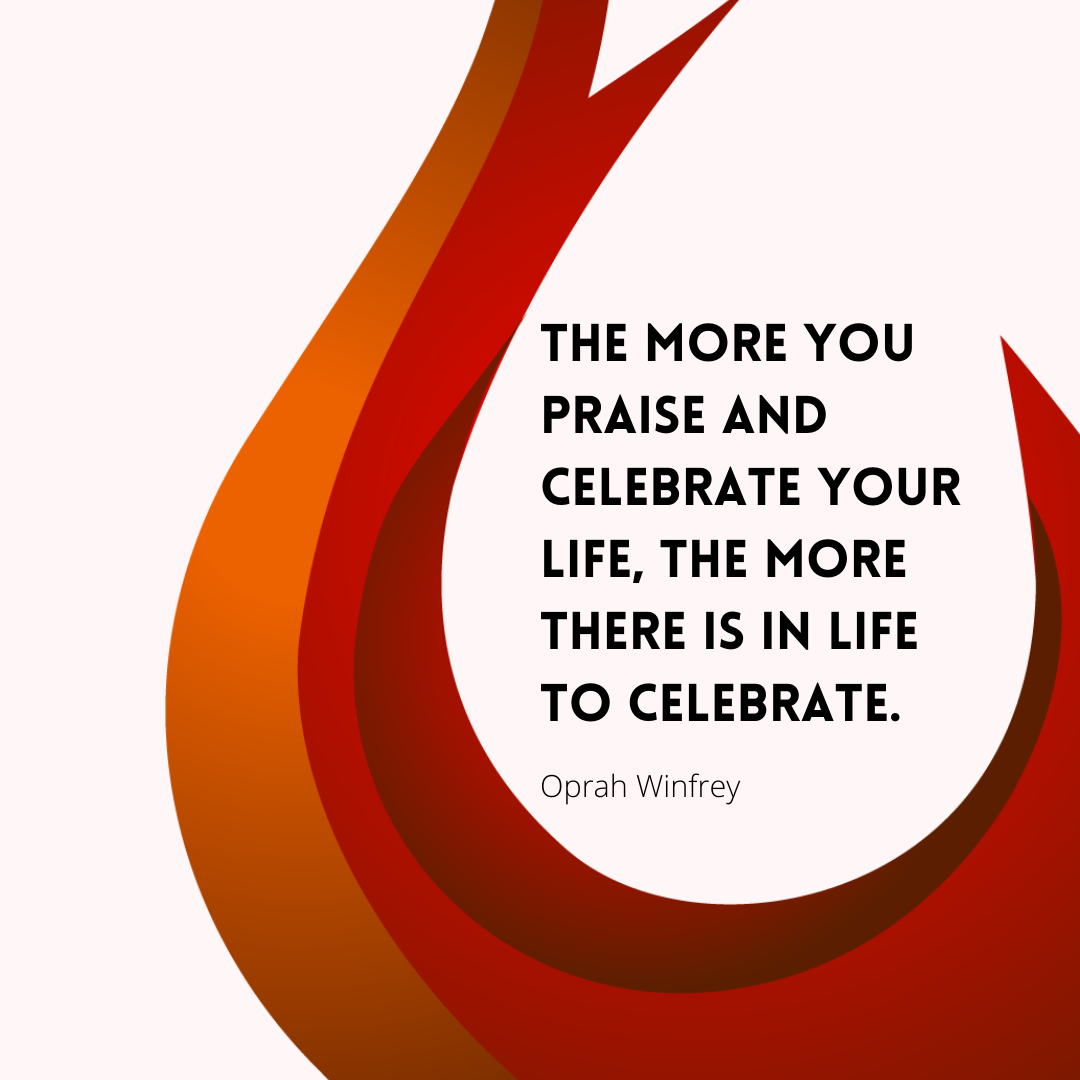 THE MORE YOU
PRAISE AND
CELEBRATE YOUR
LIFE, THE MORE
THERE IS IN LIFE
TO CELEBRATE.
Oprah Winfrey